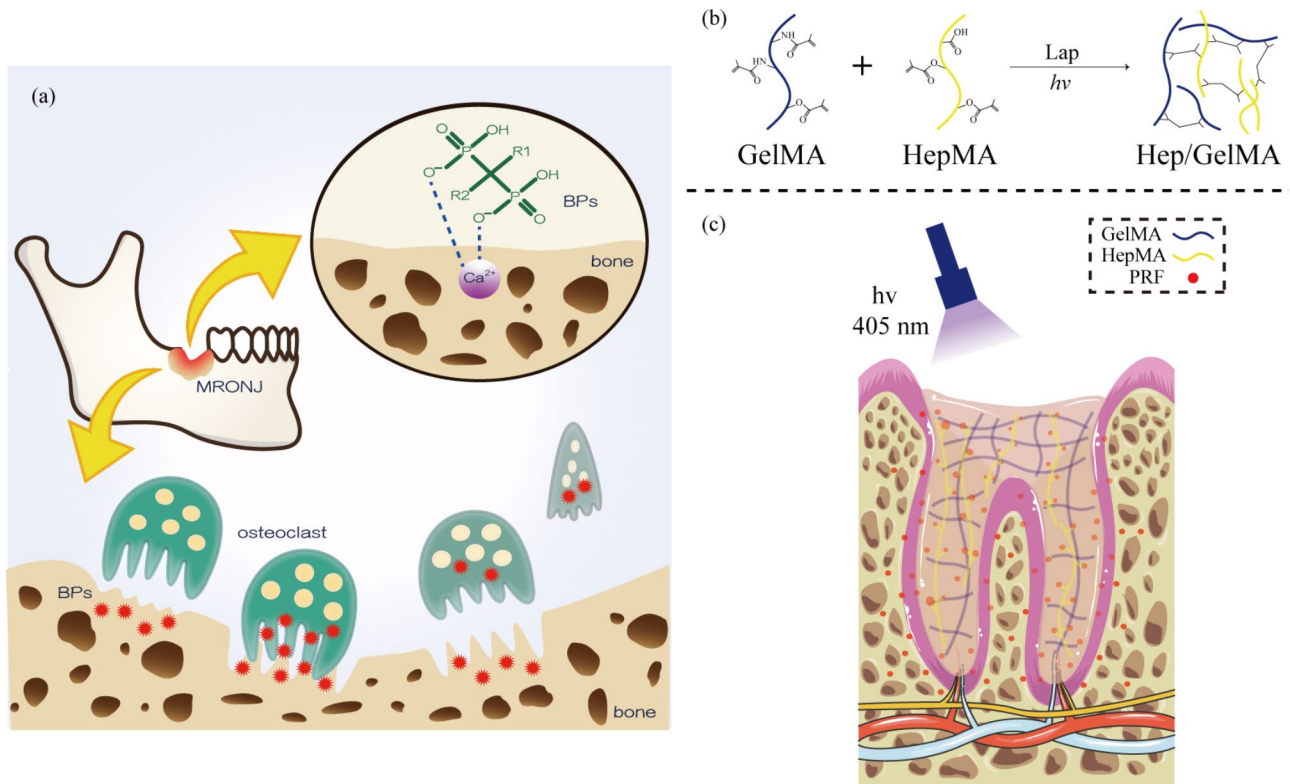 (a)
O
OH
P
R1
O⁻
OH
R2
P
BPs
O⁻
O
bone
Ca²⁺
MRONJ
osteoclast
BPs
bone
(b)
NH
O
HN
O
O
O
GelMA
+
OH
O
O
O
O
O
HepMA
Lap
hv
Hep/GelMA
(c)
GelMA
HepMA
PRF
hv
405 nm